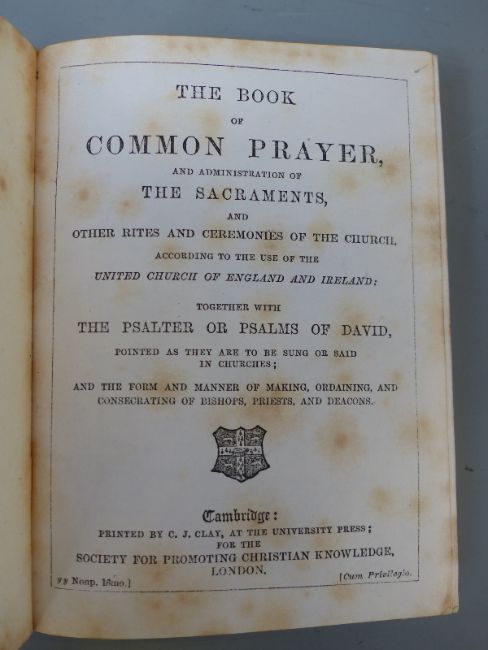 THE BOOK
OF
COMMON PRAYER,
AND ADMINISTRATION OF
THE SACRAMENTS,
AND
OTHER RITES AND CEREMONIES OF THE CHURCH,
ACCORDING TO THE USE OF THE
UNITED CHURCH OF ENGLAND AND IRELAND:
TOGETHER WITH
THE PSALTER OR PSALMS OF DAVID,
POINTED AS THEY ARE TO BE SUNG OR SAID
IN CHURCHES;
AND THE FORM AND MANNER OF MAKING, ORDAINING, AND
CONSECRATING OF BISHOPS, PRIESTS, AND DEACONS.
Cambridge:
PRINTED BY C. J. CLAY, AT THE UNIVERSITY PRESS;
FOR THE
SOCIETY FOR PROMOTING CHRISTIAN KNOWLEDGE,
LONDON.
Nonp. [Cum Privilegio.